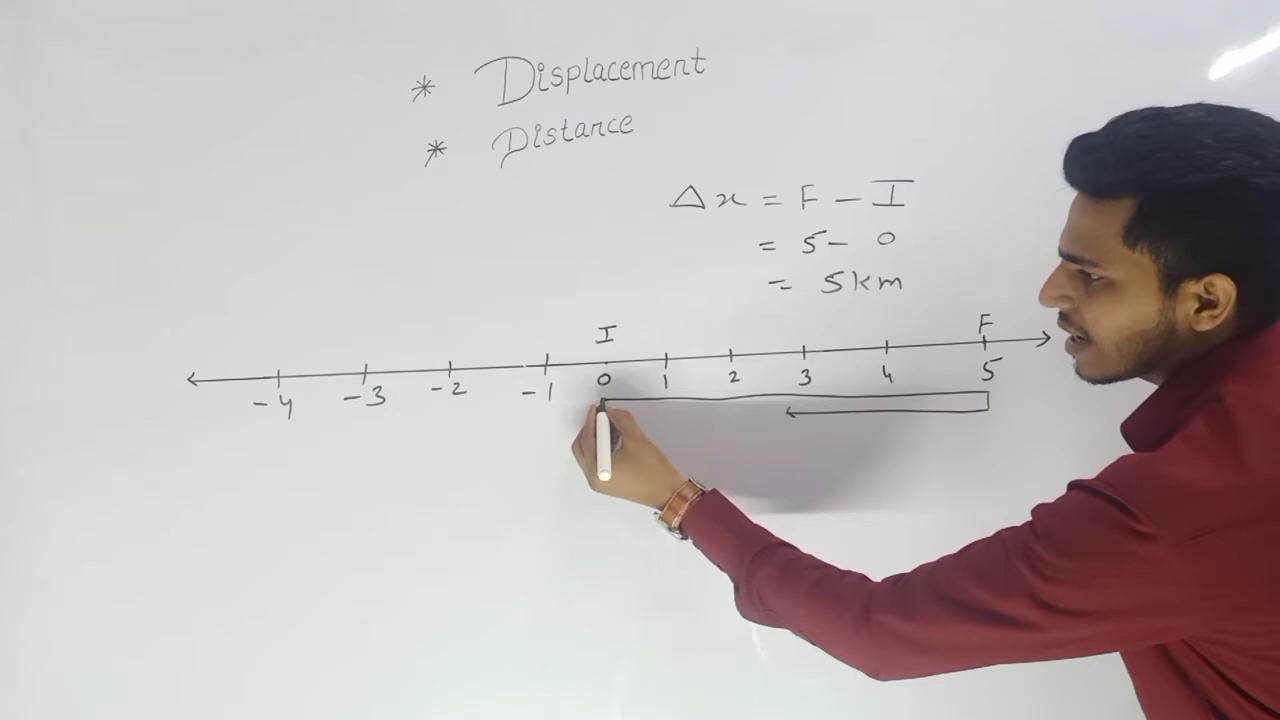 * Displacement
* Distance
Δx = F - I
= 5 - 0
= 5km
I F
-4 -3 -2 -1 0 1 2 3 4 5